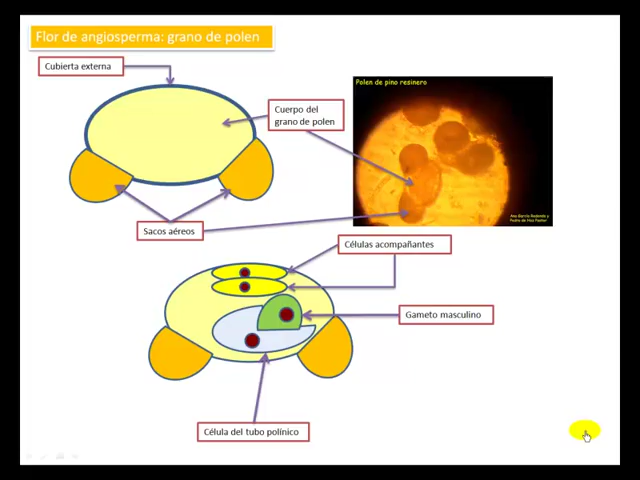 Flor de angiosperma: grano de polen
Cubierta externa
Polen de pino resinero
Cuerpo del
grano de polen
Sacos aéreos
Células acompañantes
Gameto masculino
Célula del tubo polínico